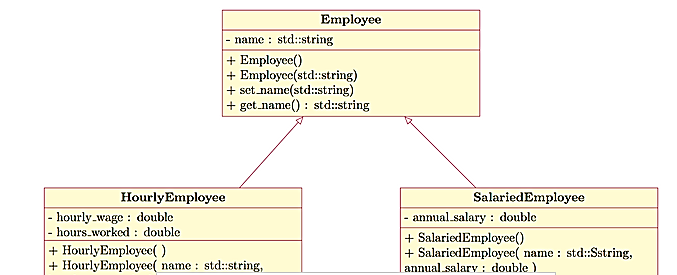 Employee
- name : std::string
+ Employee()
+ Employee(std::string)
+ set_name(std::string)
+ get_name() : std::string
HourlyEmployee
- hourly_wage : double
- hours_worked : double
+ HourlyEmployee( )
+ HourlyEmployee( name : std::string,
SalariedEmployee
- annual_salary : double
+ SalariedEmployee()
+ SalariedEmployee( name : std::Sstring,
annual_salary : double )